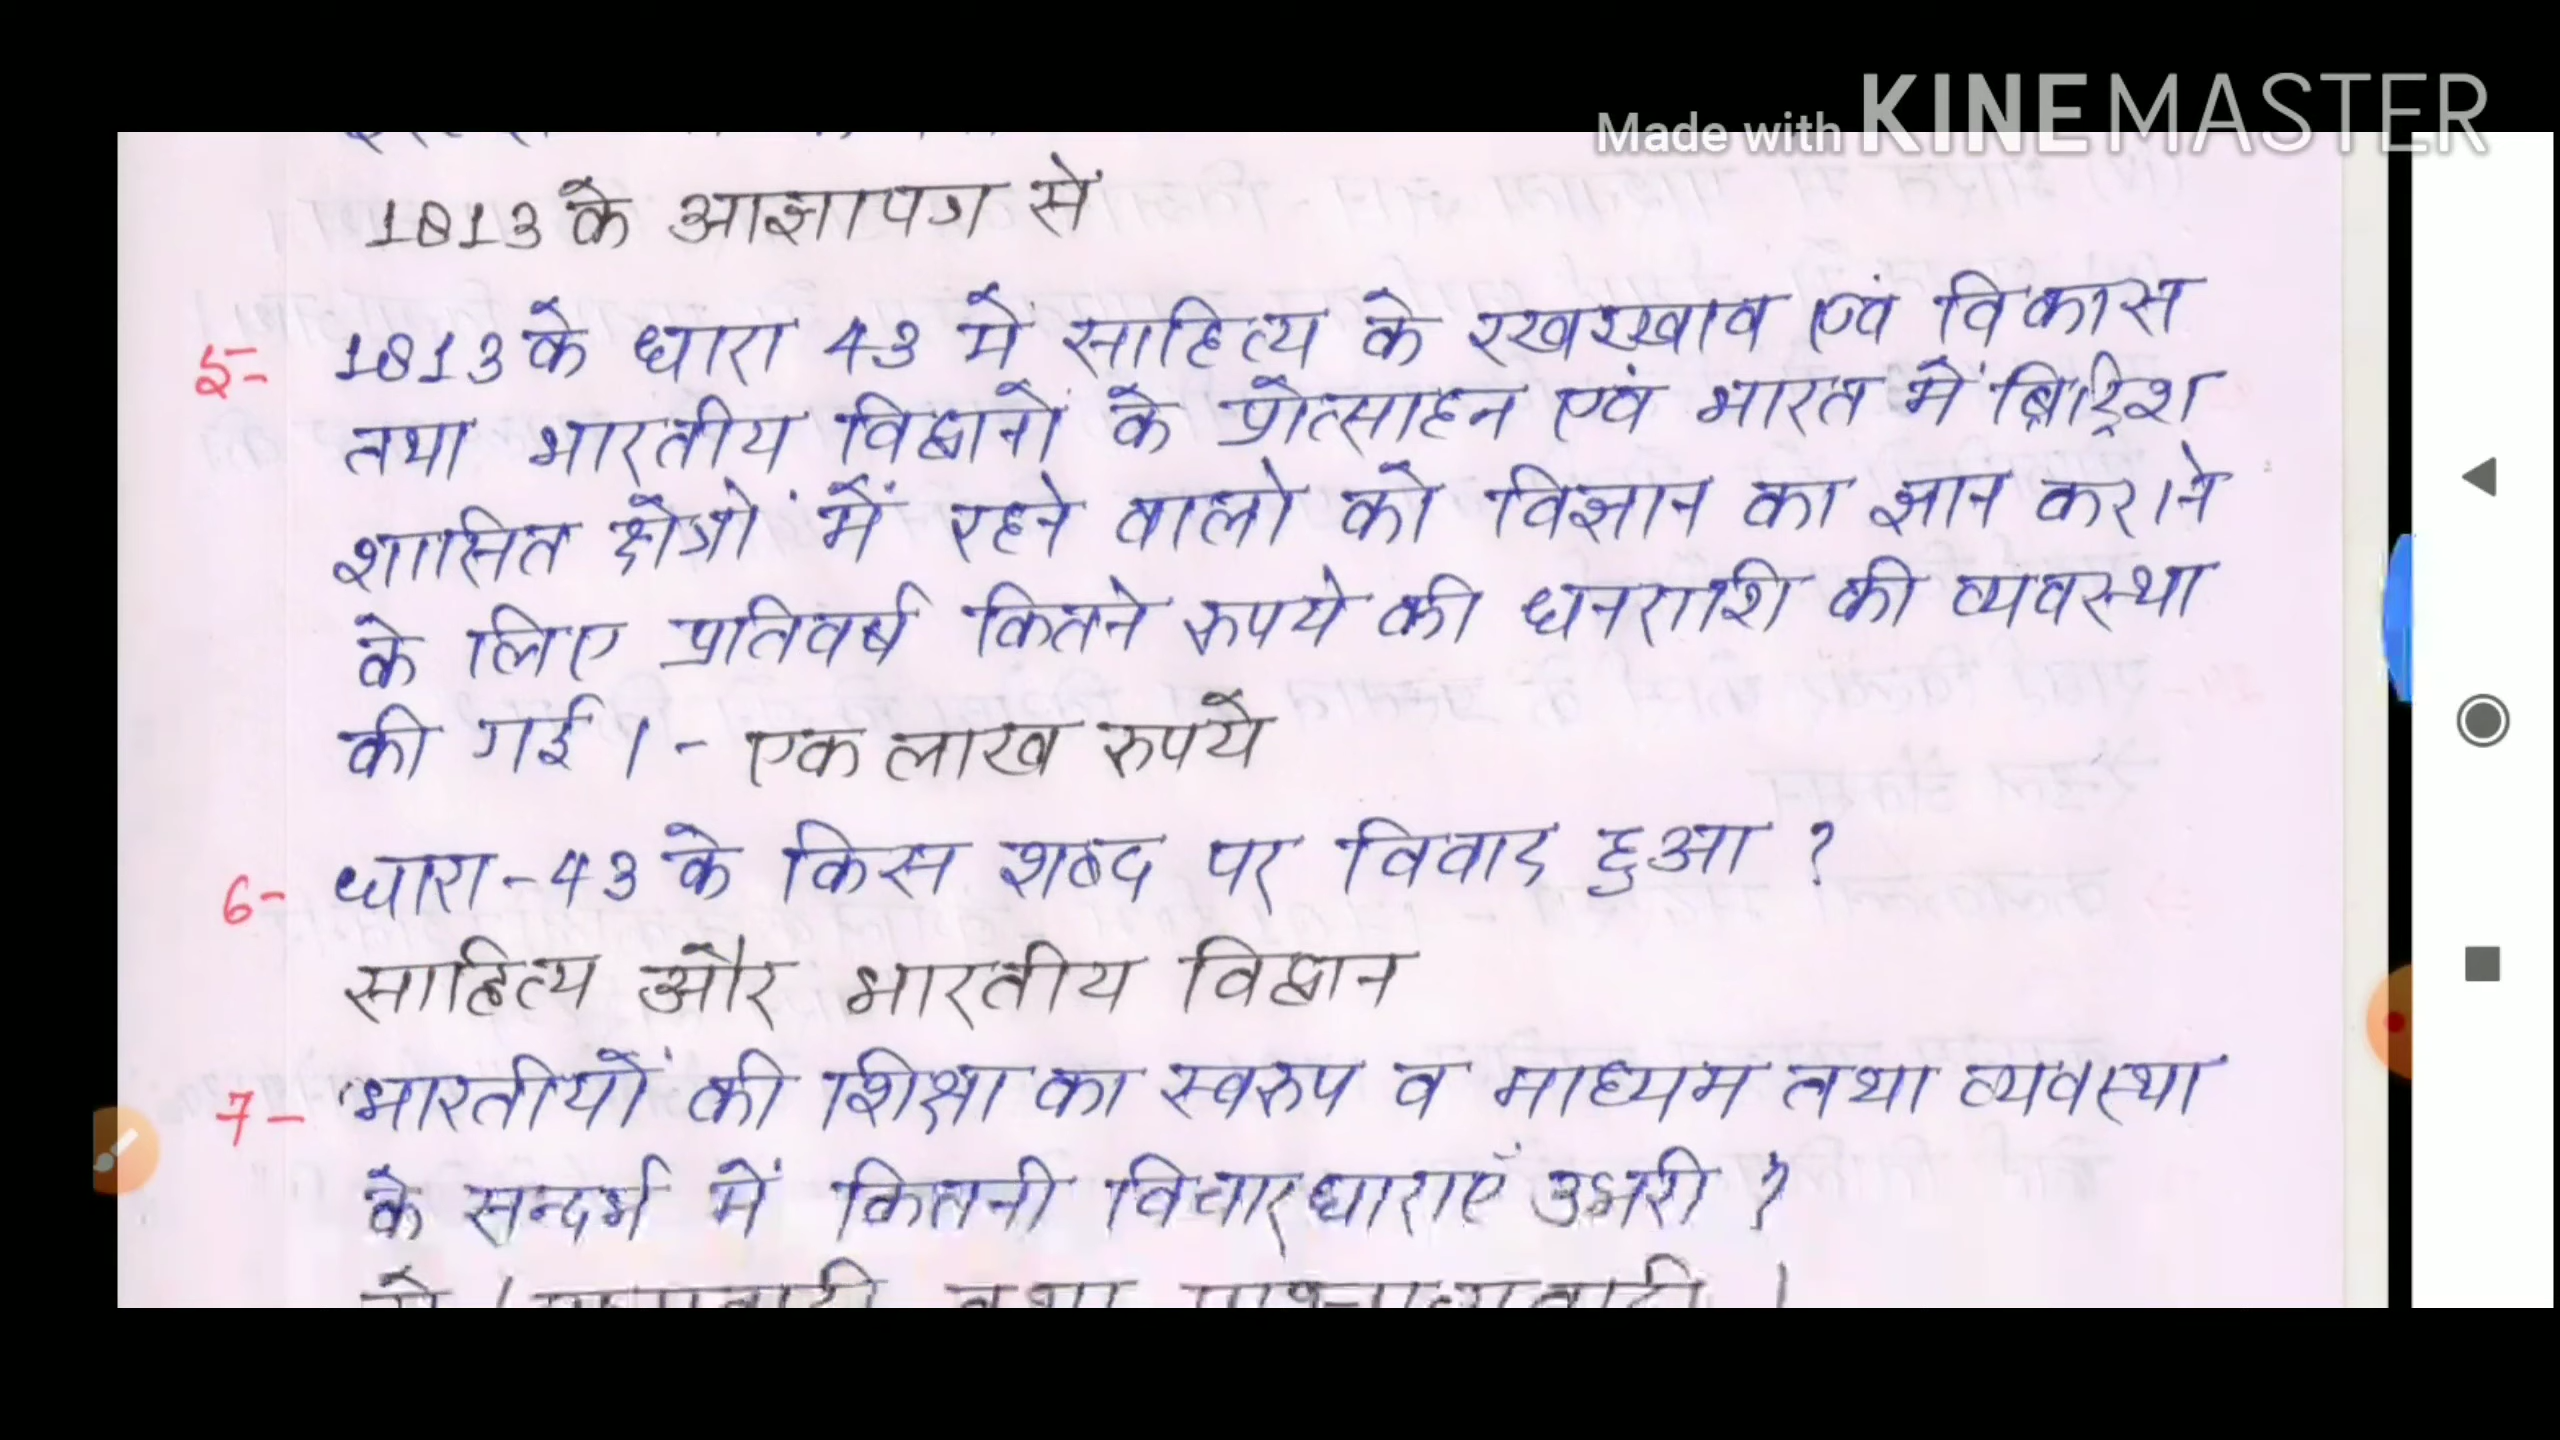 Made with KINEMASTER
1813 के आज्ञापत्र से
5- 1813 के धारा 43 में साहित्य के रखरखाव एवं विकास
तथा भारतीय विद्वानों के प्रोत्साहन एवं भारत में ब्रिटिश
शासित क्षेत्रों में रहने वालो को विज्ञान का ज्ञान कराने
के लिए प्रतिवर्ष कितने रुपये की धनराशि की व्यवस्था
की गई। - एक लाख रुपये
6- धारा-43 के किस शब्द पर विवाद हुआ ?
साहित्य और भारतीय विद्वान
7- भारतीयों की शिक्षा का स्वरुप व माध्यम तथा व्यवस्था
के सन्दर्भ में कितनी विचारधाराएँ उभरी ?